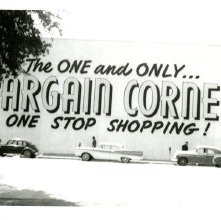 The ONE and ONLY...
ARGAIN CORNE
ONE STOP SHOPPING!